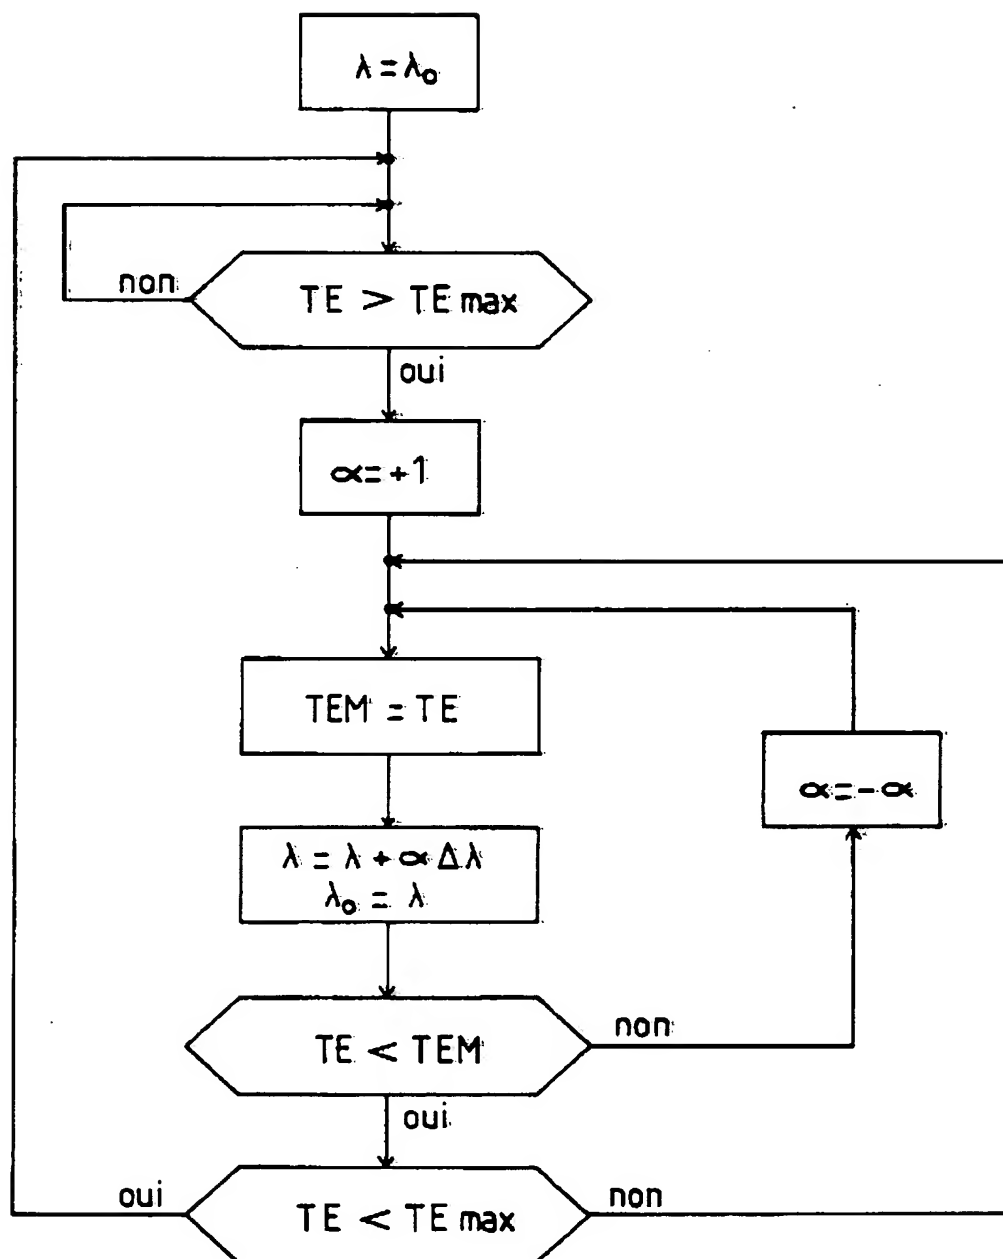 λ = λ₀
TE > TE max
non
oui
α = +1
TEM = TE
α = - α
λ = λ + α Δλ
λ₀ = λ
TE < TEM
non
oui
oui
TE < TE max
non